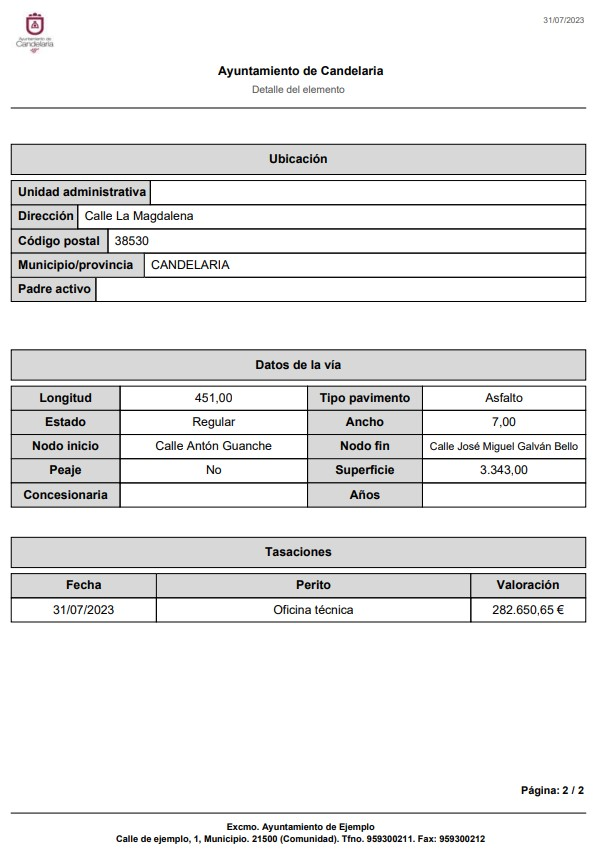 31/07/2023
Ayuntamiento de
Candelaria
Ayuntamiento de Candelaria
Detalle del elemento
Ubicación
Unidad administrativa
Dirección Calle La Magdalena
Código postal 38530
Municipio/provincia CANDELARIA
Padre activo
Datos de la vía
Longitud 451,00 Tipo pavimento Asfalto
Estado Regular Ancho 7,00
Nodo inicio Calle Antón Guanche Nodo fin Calle José Miguel Galván Bello
Peaje No Superficie 3.343,00
Concesionaria Años
Tasaciones
Fecha Perito Valoración
31/07/2023 Oficina técnica 282.650,65 €
Página: 2 / 2
Excmo. Ayuntamiento de Ejemplo
Calle de ejemplo, 1, Municipio. 21500 (Comunidad). Tfno. 959300211. Fax: 959300212